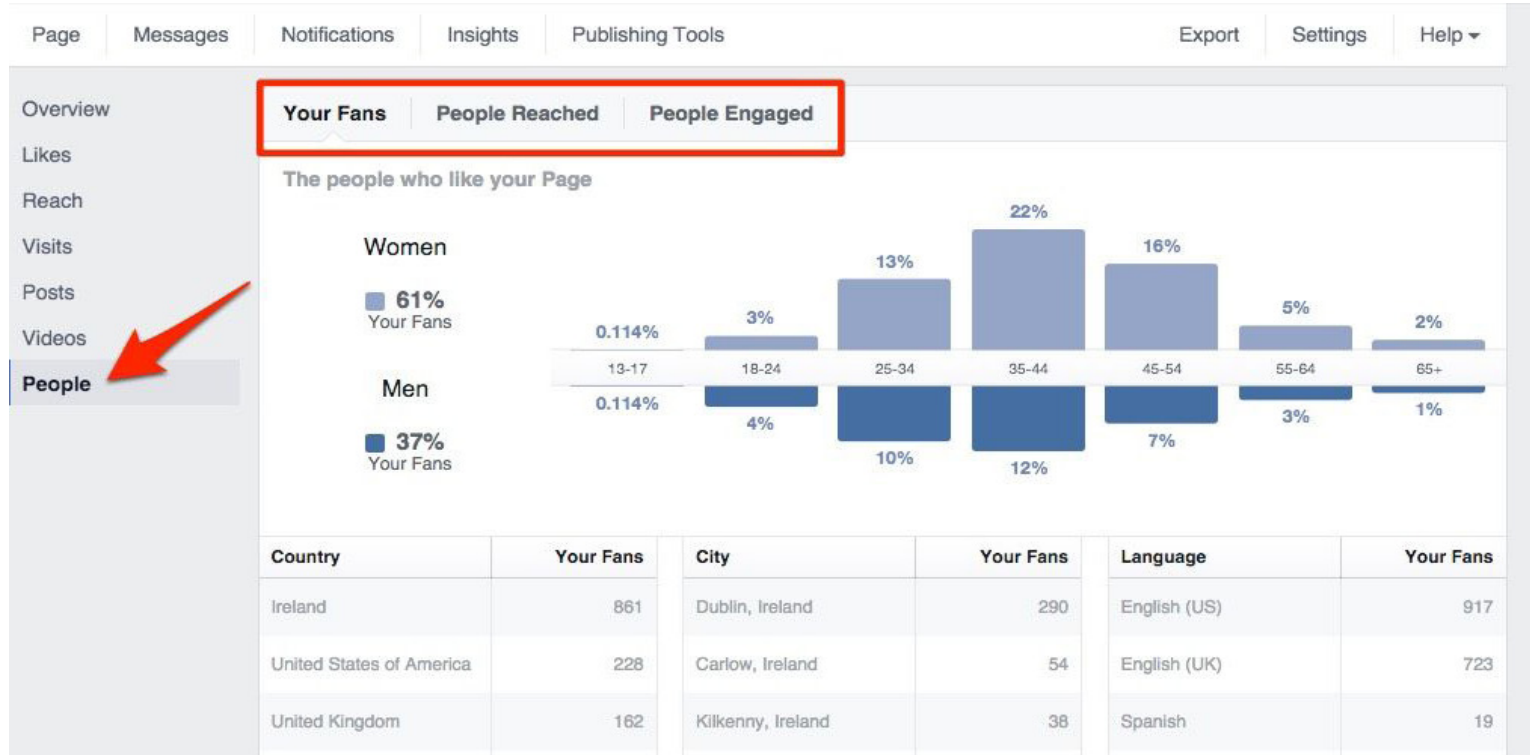 Page Messages Notifications Insights Publishing Tools Export Settings Help
Overview
Likes
Reach
Visits
Posts
Videos
People
Your Fans People Reached People Engaged
The people who like your Page
Women
61%
Your Fans
Men
37%
Your Fans
0.114% 3% 13% 22% 16% 5% 2%
13-17 18-24 25-34 35-44 45-54 55-64 65+
0.114% 4% 10% 12% 7% 3% 1%
Country Your Fans City Your Fans Language Your Fans
Ireland 861 Dublin, Ireland 290 English (US) 917
United States of America 228 Carlow, Ireland 54 English (UK) 723
United Kingdom 162 Kilkenny, Ireland 38 Spanish 19